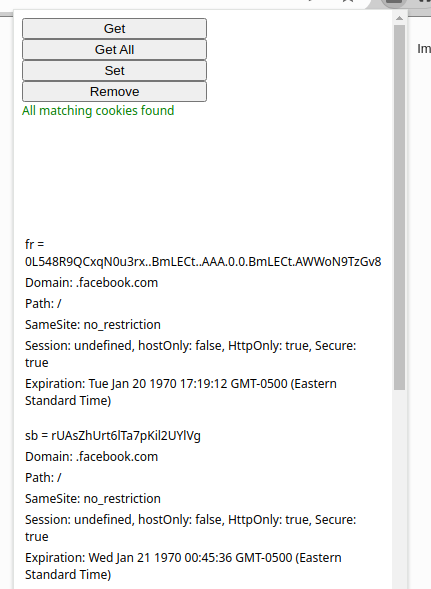 Get
Get All
Im
Set
Remove
All matching cookies found
fr =
0L548R9QCxqN0u3rx..BmLECt..AAA.0.0.BmLECt.AWWoN9TzGv8
Domain: .facebook.com
Path: /
SameSite: no_restriction
Session: undefined, hostOnly: false, HttpOnly: true, Secure:
true
Expiration: Tue Jan 20 1970 17:19:12 GMT-0500 (Eastern
Standard Time)
sb = rUAsZhUrt6lTa7pKil2UYlVg
Domain: .facebook.com
Path: /
SameSite: no_restriction
Session: undefined, hostOnly: false, HttpOnly: true, Secure:
true
Expiration: Wed Jan 21 1970 00:45:36 GMT-0500 (Eastern
Standard Time)